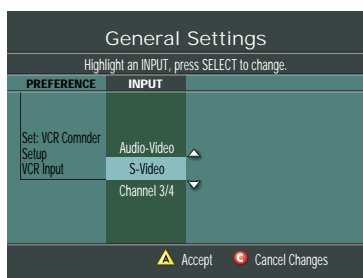 General Settings
Highlight an INPUT, press SELECT to change.
PREFERENCE INPUT
Set: VCR Comnder
Setup
VCR Input
Audio-Video
S-Video
Channel 3/4
A Accept C Cancel Changes